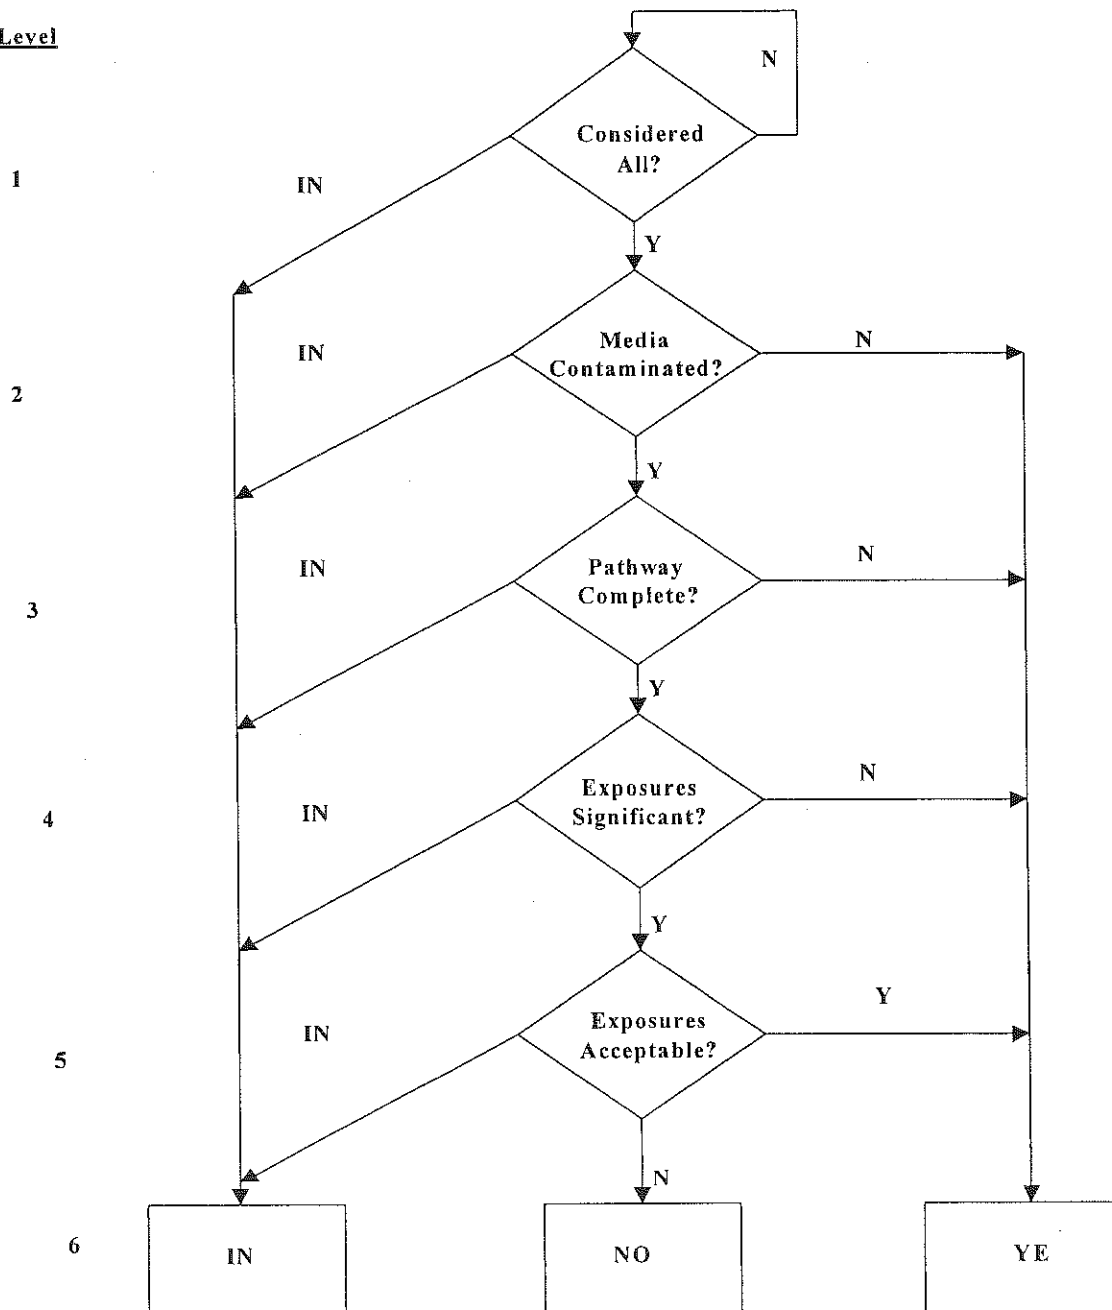 Level
N
Considered
All?
1
IN
Y
Media
Contaminated?
IN
N
2
Y
Pathway
Complete?
IN
N
3
Y
Exposures
Significant?
IN
N
4
Y
Exposures
Acceptable?
IN
Y
5
N
6
IN
NO
YE